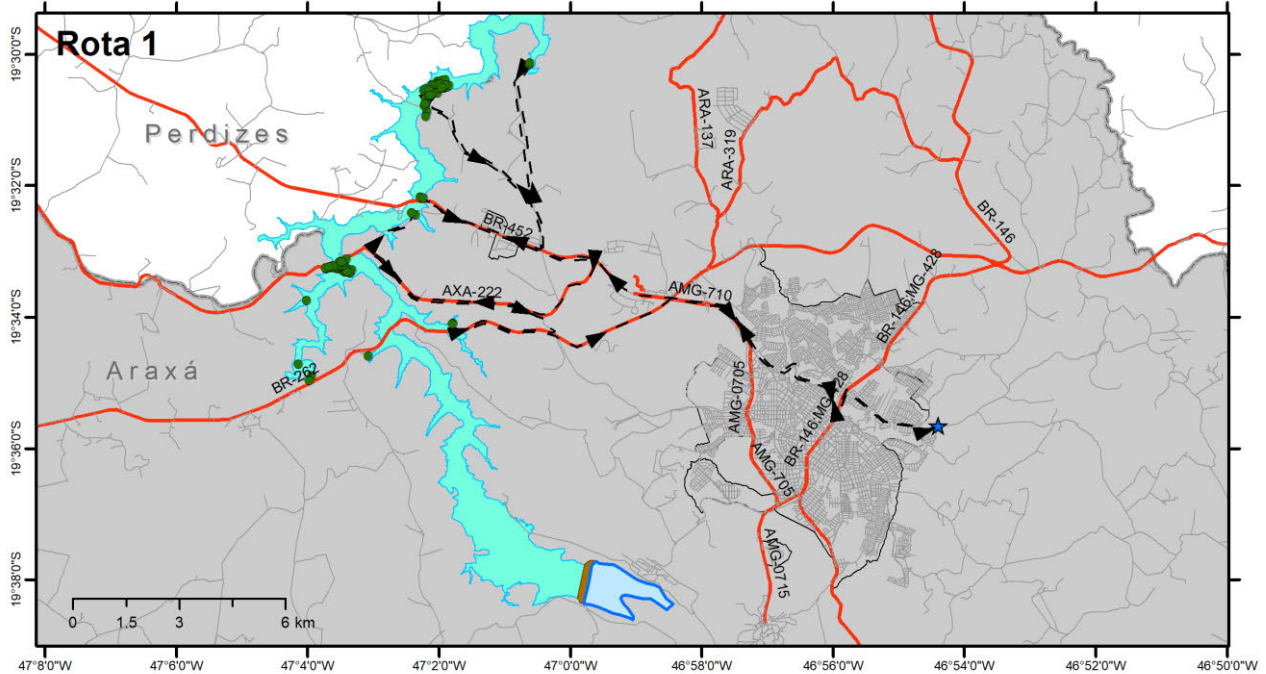 Rota 1
Perdizes
Araxá
ARA-137
ARA-319
BR-146
BR-452
AXA-222
AMG-710
BR-146;MG-428
BR-262
AMG-0705
BR-146;MG-428
AMG-705
AMG-0715
0 1.5 3 6 km
19°30'0"S
19°32'0"S
19°34'0"S
19°36'0"S
19°38'0"S
47°8'0"W 47°6'0"W 47°4'0"W 47°2'0"W 47°0'0"W 46°58'0"W 46°56'0"W 46°54'0"W 46°52'0"W 46°50'0"W